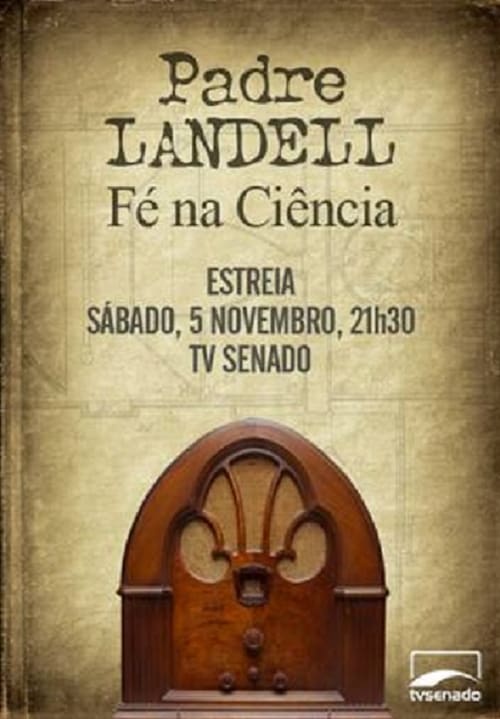 Padre
LANDELL
Fé na Ciência
ESTREIA
SÁBADO, 5 NOVEMBRO, 21h30
TV SENADO
tvsenado